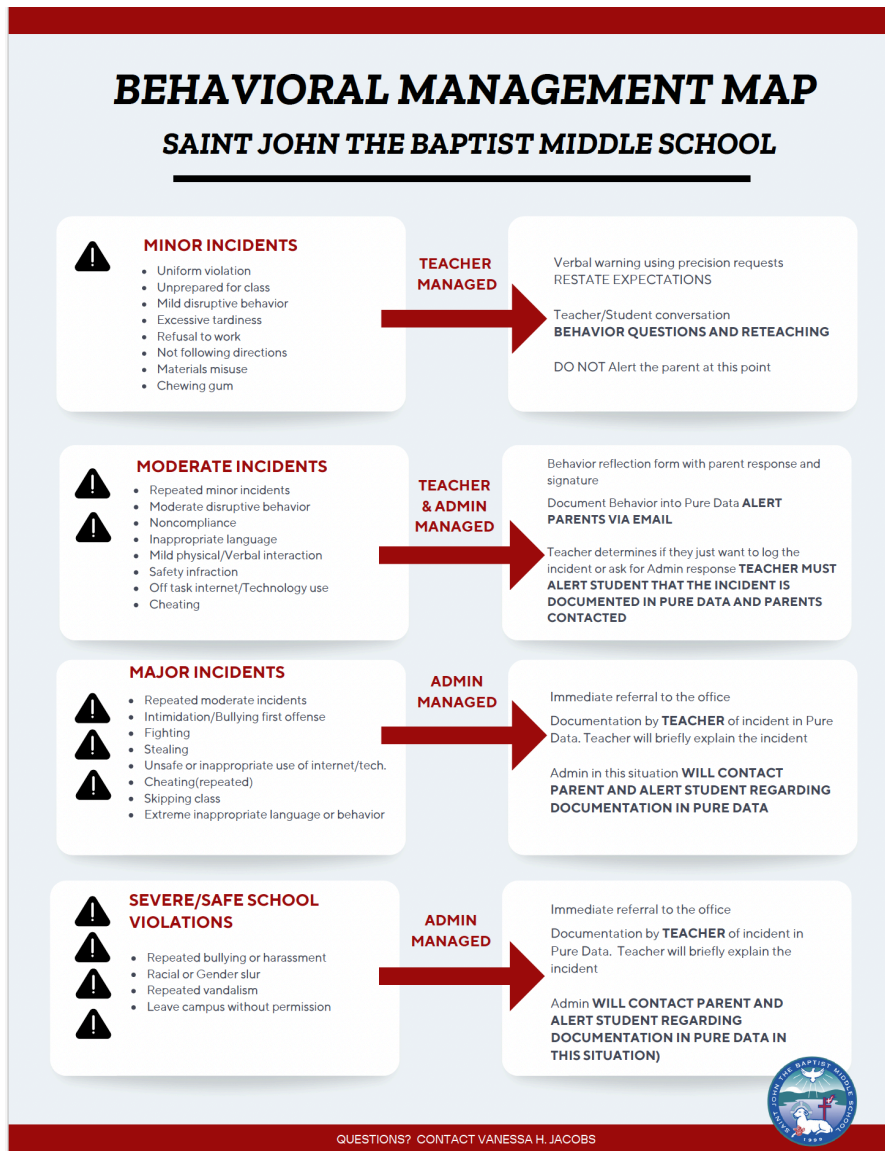 BEHAVIORAL MANAGEMENT MAP
SAINT JOHN THE BAPTIST MIDDLE SCHOOL
MINOR INCIDENTS
• Uniform violation
• Unprepared for class
• Mild disruptive behavior
• Excessive tardiness
• Refusal to work
• Not following directions
• Materials misuse
• Chewing gum
TEACHER
MANAGED
Verbal warning using precision requests
RESTATE EXPECTATIONS
Teacher/Student conversation
BEHAVIOR QUESTIONS AND RETEACHING
DO NOT Alert the parent at this point
MODERATE INCIDENTS
• Repeated minor incidents
• Moderate disruptive behavior
• Noncompliance
• Inappropriate language
• Mild physical/Verbal interaction
• Safety infraction
• Off task internet/Technology use
• Cheating
TEACHER
& ADMIN
MANAGED
Behavior reflection form with parent response and
signature
Document Behavior into Pure Data ALERT
PARENTS VIA EMAIL
Teacher determines if they just want to log the
incident or ask for Admin response TEACHER MUST
ALERT STUDENT THAT THE INCIDENT IS
DOCUMENTED IN PURE DATA AND PARENTS
CONTACTED
MAJOR INCIDENTS
• Repeated moderate incidents
• Intimidation/Bullying first offense
• Fighting
• Stealing
• Unsafe or inappropriate use of internet/tech.
• Cheating(repeated)
• Skipping class
• Extreme inappropriate language or behavior
ADMIN
MANAGED
Immediate referral to the office
Documentation by TEACHER of incident in Pure
Data. Teacher will briefly explain the incident
Admin in this situation WILL CONTACT
PARENT AND ALERT STUDENT REGARDING
DOCUMENTATION IN PURE DATA
SEVERE/SAFE SCHOOL
VIOLATIONS
• Repeated bullying or harassment
• Racial or Gender slur
• Repeated vandalism
• Leave campus without permission
ADMIN
MANAGED
Immediate referral to the office
Documentation by TEACHER of incident in
Pure Data. Teacher will briefly explain the
incident
Admin WILL CONTACT PARENT AND
ALERT STUDENT REGARDING
DOCUMENTATION IN PURE DATA IN
THIS SITUATION)
SAINT JOHN THE BAPTIST MIDDLE SCHOOL
1999
QUESTIONS? CONTACT VANESSA H. JACOBS